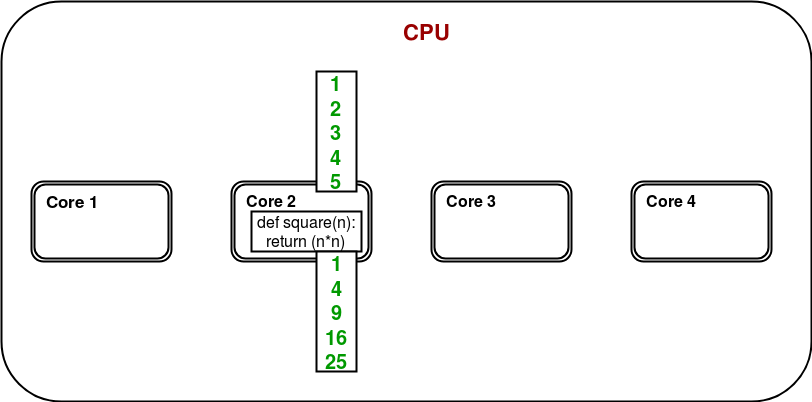 CPU
1
2
3
4
5
Core 1
Core 2
Core 3
Core 4
def square(n):
return (n*n)
1
4
9
16
25